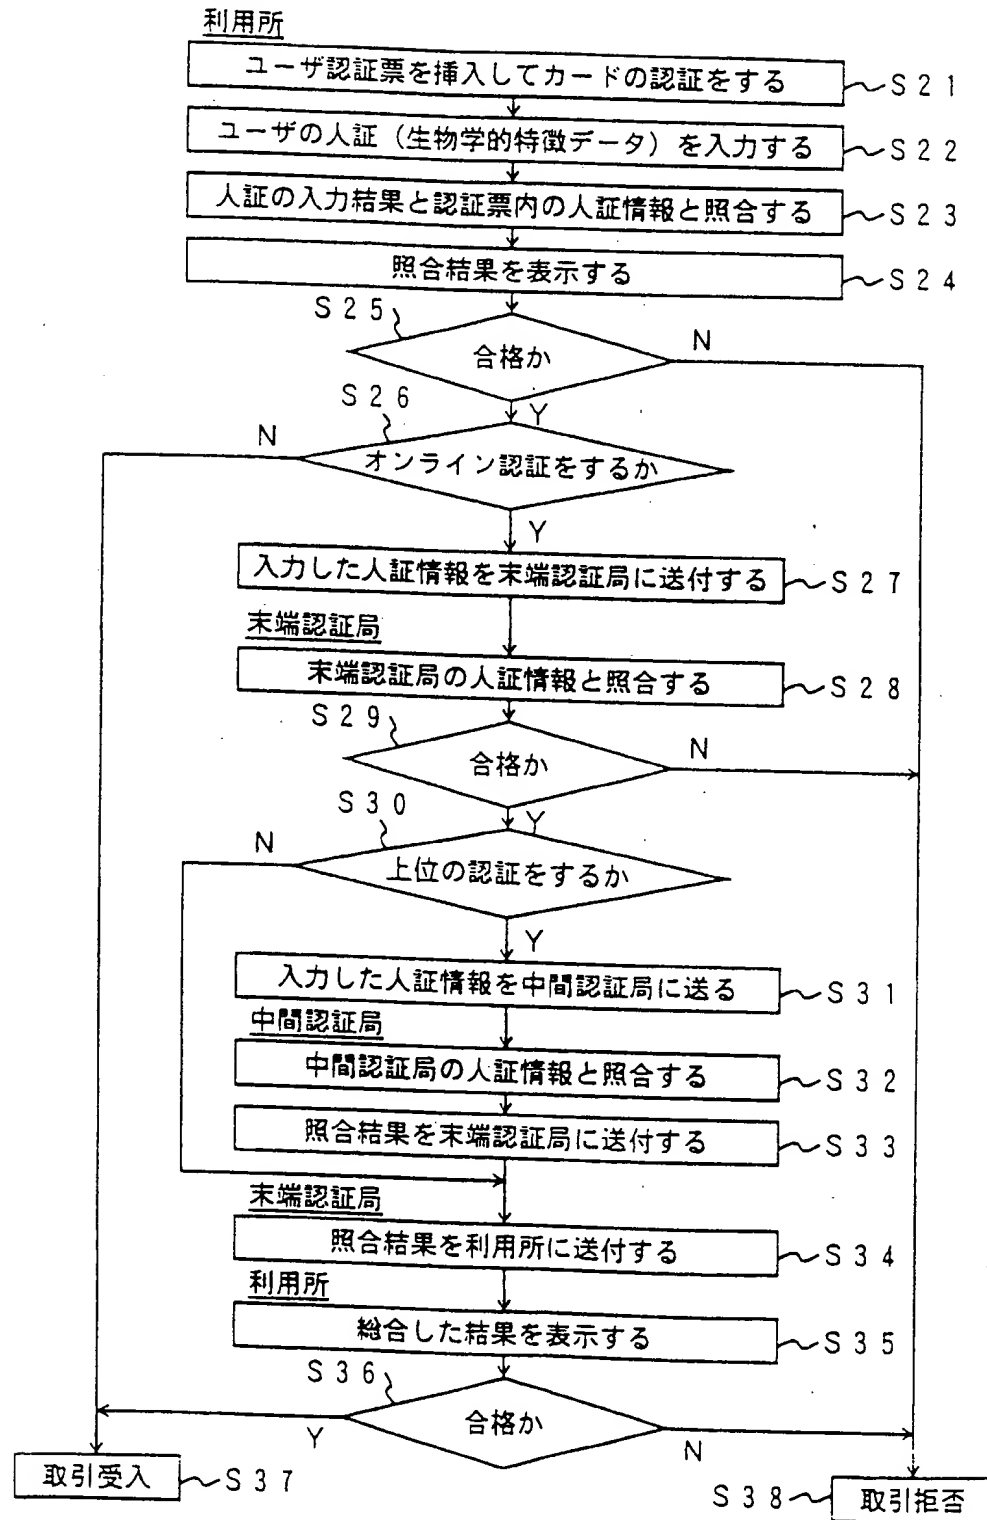 利用所
ユーザ認証票を挿入してカードの認証をする
S21
ユーザの人証（生物学的特徴データ）を入力する
S22
人証の入力結果と認証票内の人証情報と照合する
S23
照合結果を表示する
S24
S25
合格か
N
Y
S26
オンライン認証をするか
N
Y
入力した人証情報を末端認証局に送付する
S27
末端認証局
末端認証局の人証情報と照合する
S28
S29
合格か
N
Y
S30
上位の認証をするか
N
Y
入力した人証情報を中間認証局に送る
S31
中間認証局
中間認証局の人証情報と照合する
S32
照合結果を末端認証局に送付する
S33
末端認証局
照合結果を利用所に送付する
S34
利用所
総合した結果を表示する
S35
S36
合格か
Y
N
取引受入
S37
S38
取引拒否